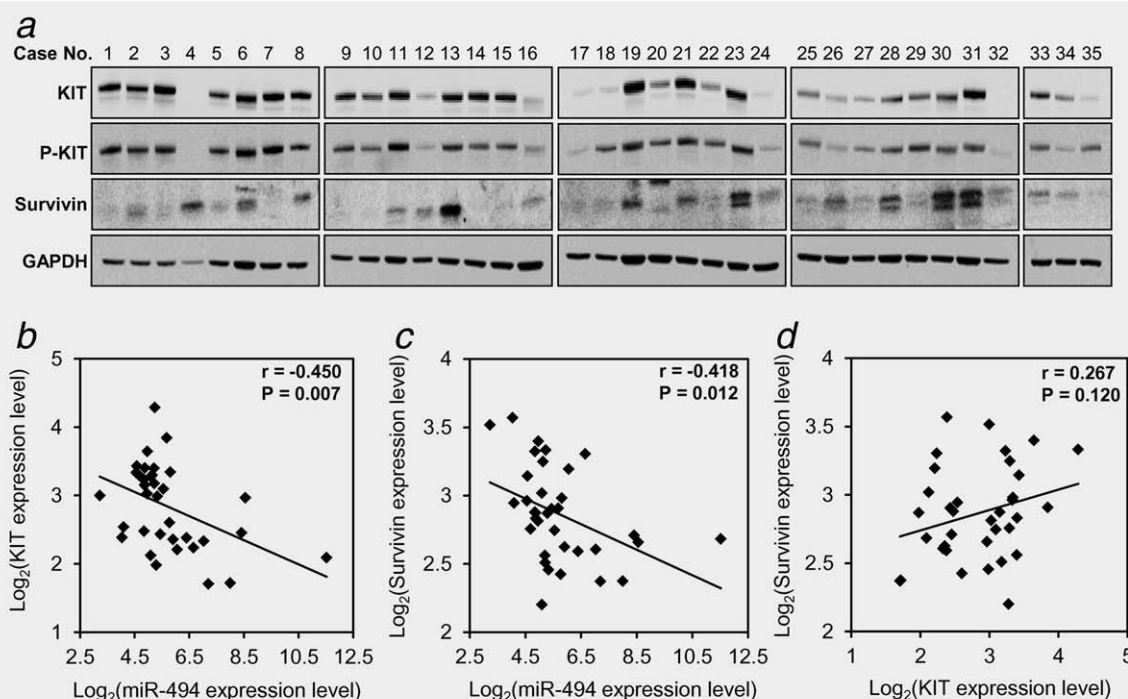 a
Case No. 1 2 3 4 5 6 7 8 9 10 11 12 13 14 15 16 17 18 19 20 21 22 23 24 25 26 27 28 29 30 31 32 33 34 35
KIT
P-KIT
Survivin
GAPDH
b
r = -0.450
P = 0.007
Log2(KIT expression level)
5
4
3
2
1
2.5 4.5 6.5 8.5 10.5 12.5
Log2(miR-494 expression level)
c
r = -0.418
P = 0.012
Log2(Survivin expression level)
4
3.5
3
2.5
2
2.5 4.5 6.5 8.5 10.5 12.5
Log2(miR-494 expression level)
d
r = 0.267
P = 0.120
Log2(Survivin expression level)
4
3.5
3
2.5
2
1 2 3 4 5
Log2(KIT expression level)